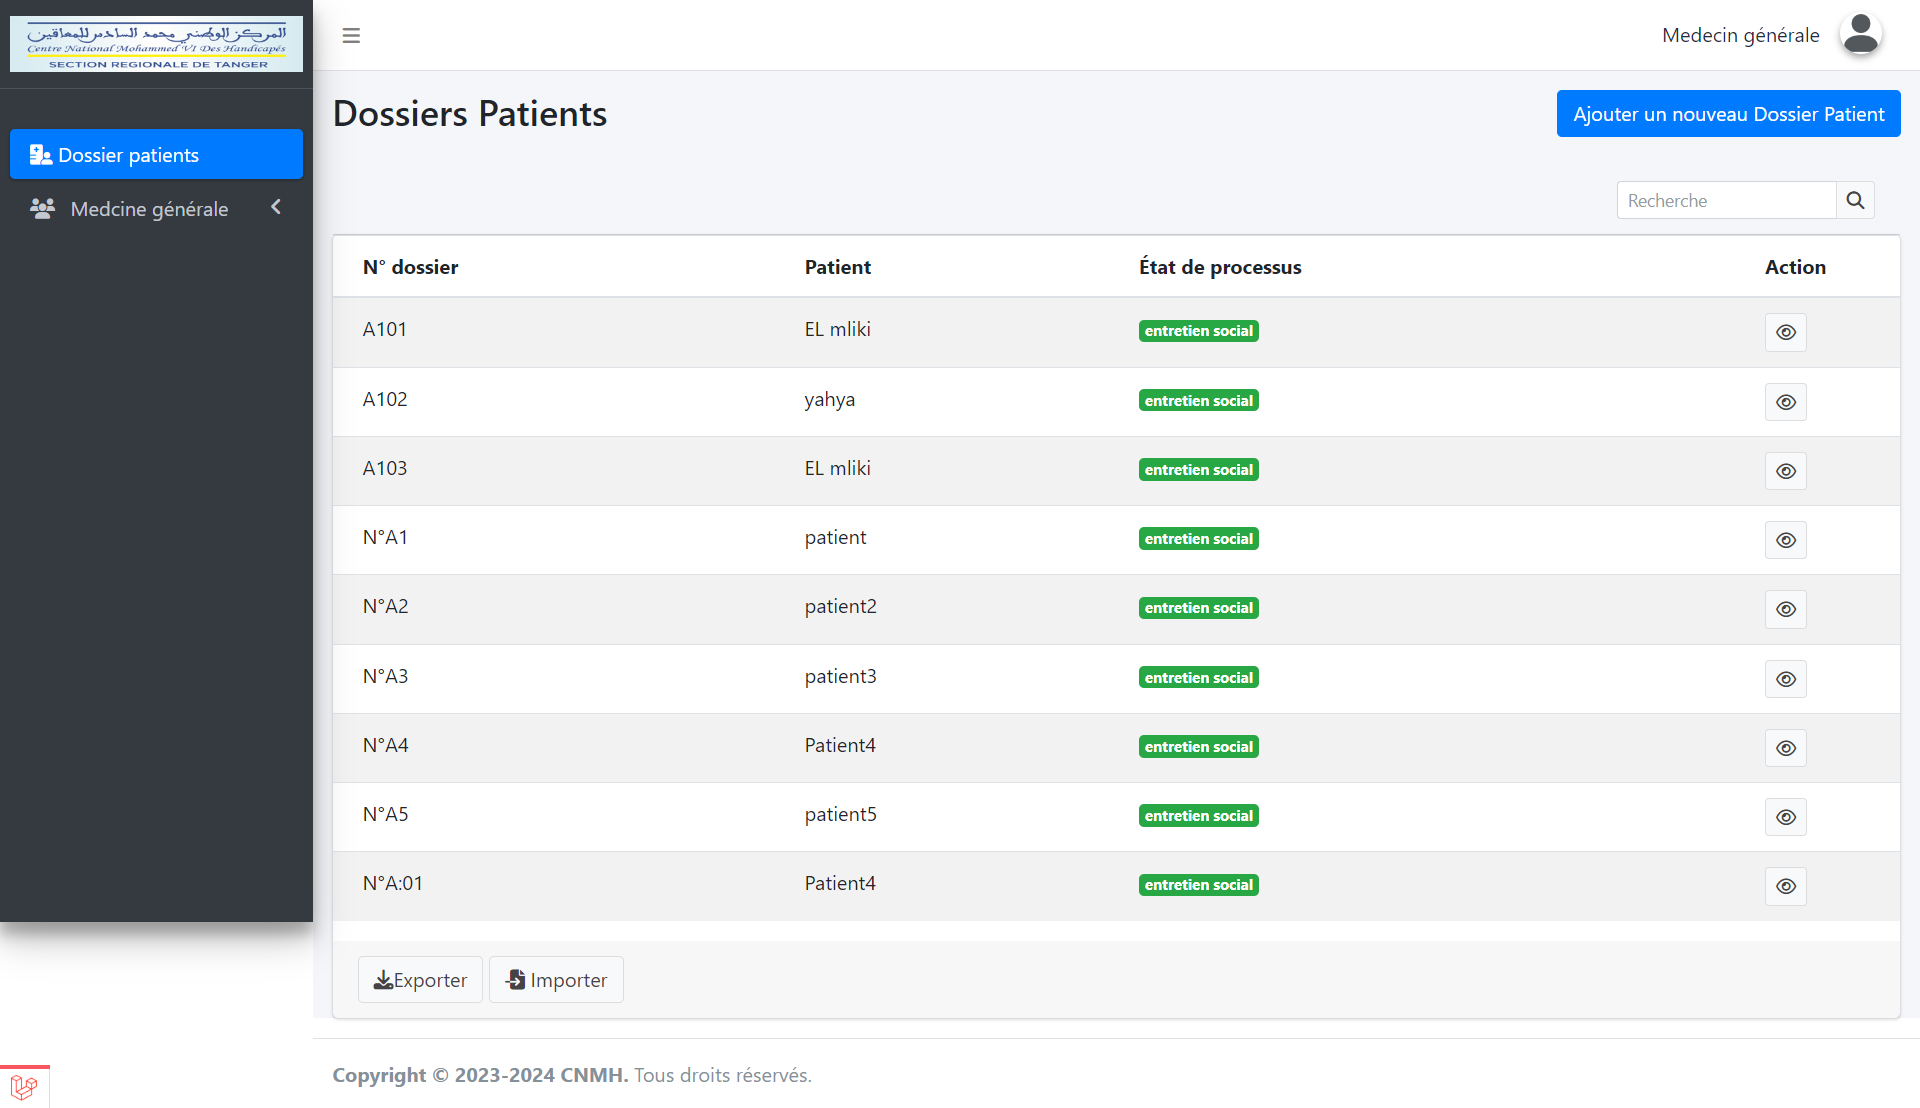 المركز الوطني محمد السادس للمعاقين
Centre National Mohammed VI Des Handicapés
SECTION REGIONALE DE TANGER
Medecin générale
Dossier patients
Medcine générale
Dossiers Patients
Ajouter un nouveau Dossier Patient
Recherche
N° dossier Patient État de processus Action
A101 EL mliki entretien social
A102 yahya entretien social
A103 EL mliki entretien social
N°A1 patient entretien social
N°A2 patient2 entretien social
N°A3 patient3 entretien social
N°A4 Patient4 entretien social
N°A5 patient5 entretien social
N°A:01 Patient4 entretien social
Exporter Importer
Copyright © 2023-2024 CNMH. Tous droits réservés.